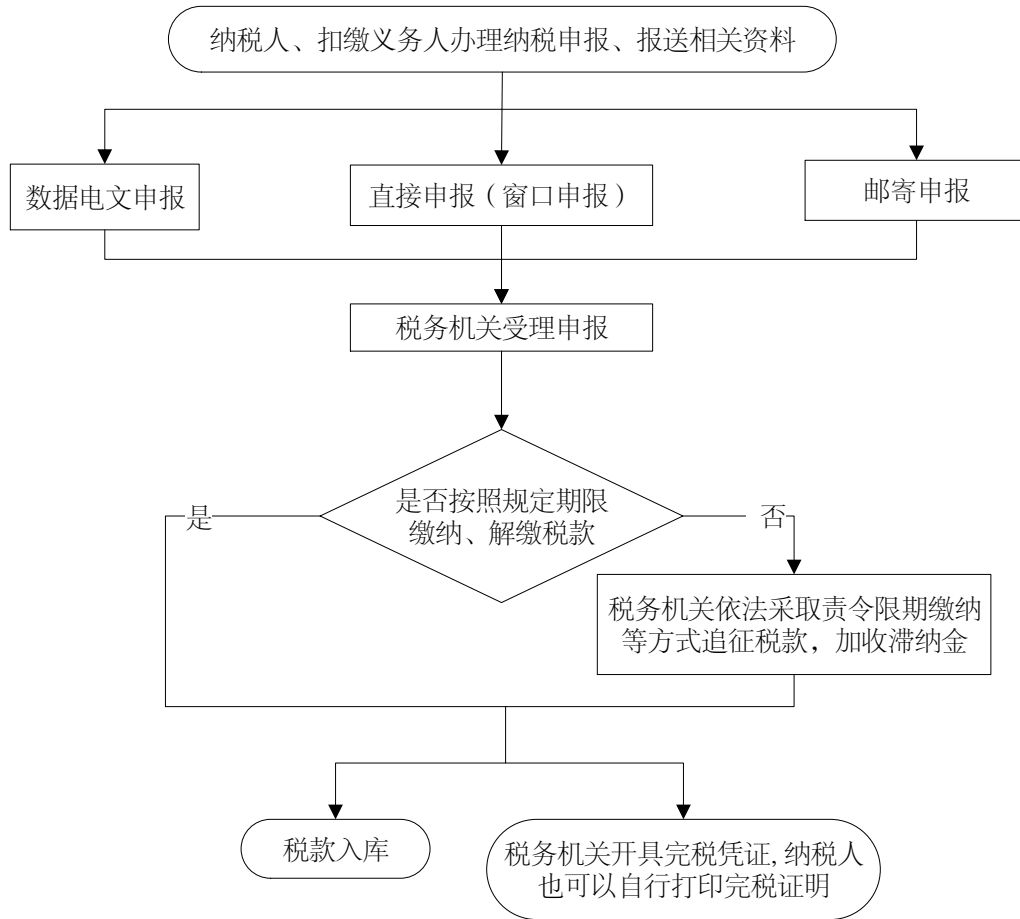 纳税人、扣缴义务人办理纳税申报、报送相关资料
数据电文申报
直接申报（窗口申报）
邮寄申报
税务机关受理申报
是否按照规定期限
缴纳、解缴税款
是
否
税务机关依法采取责令限期缴纳
等方式追征税款，加收滞纳金
税款入库
税务机关开具完税凭证,纳税人
也可以自行打印完税证明